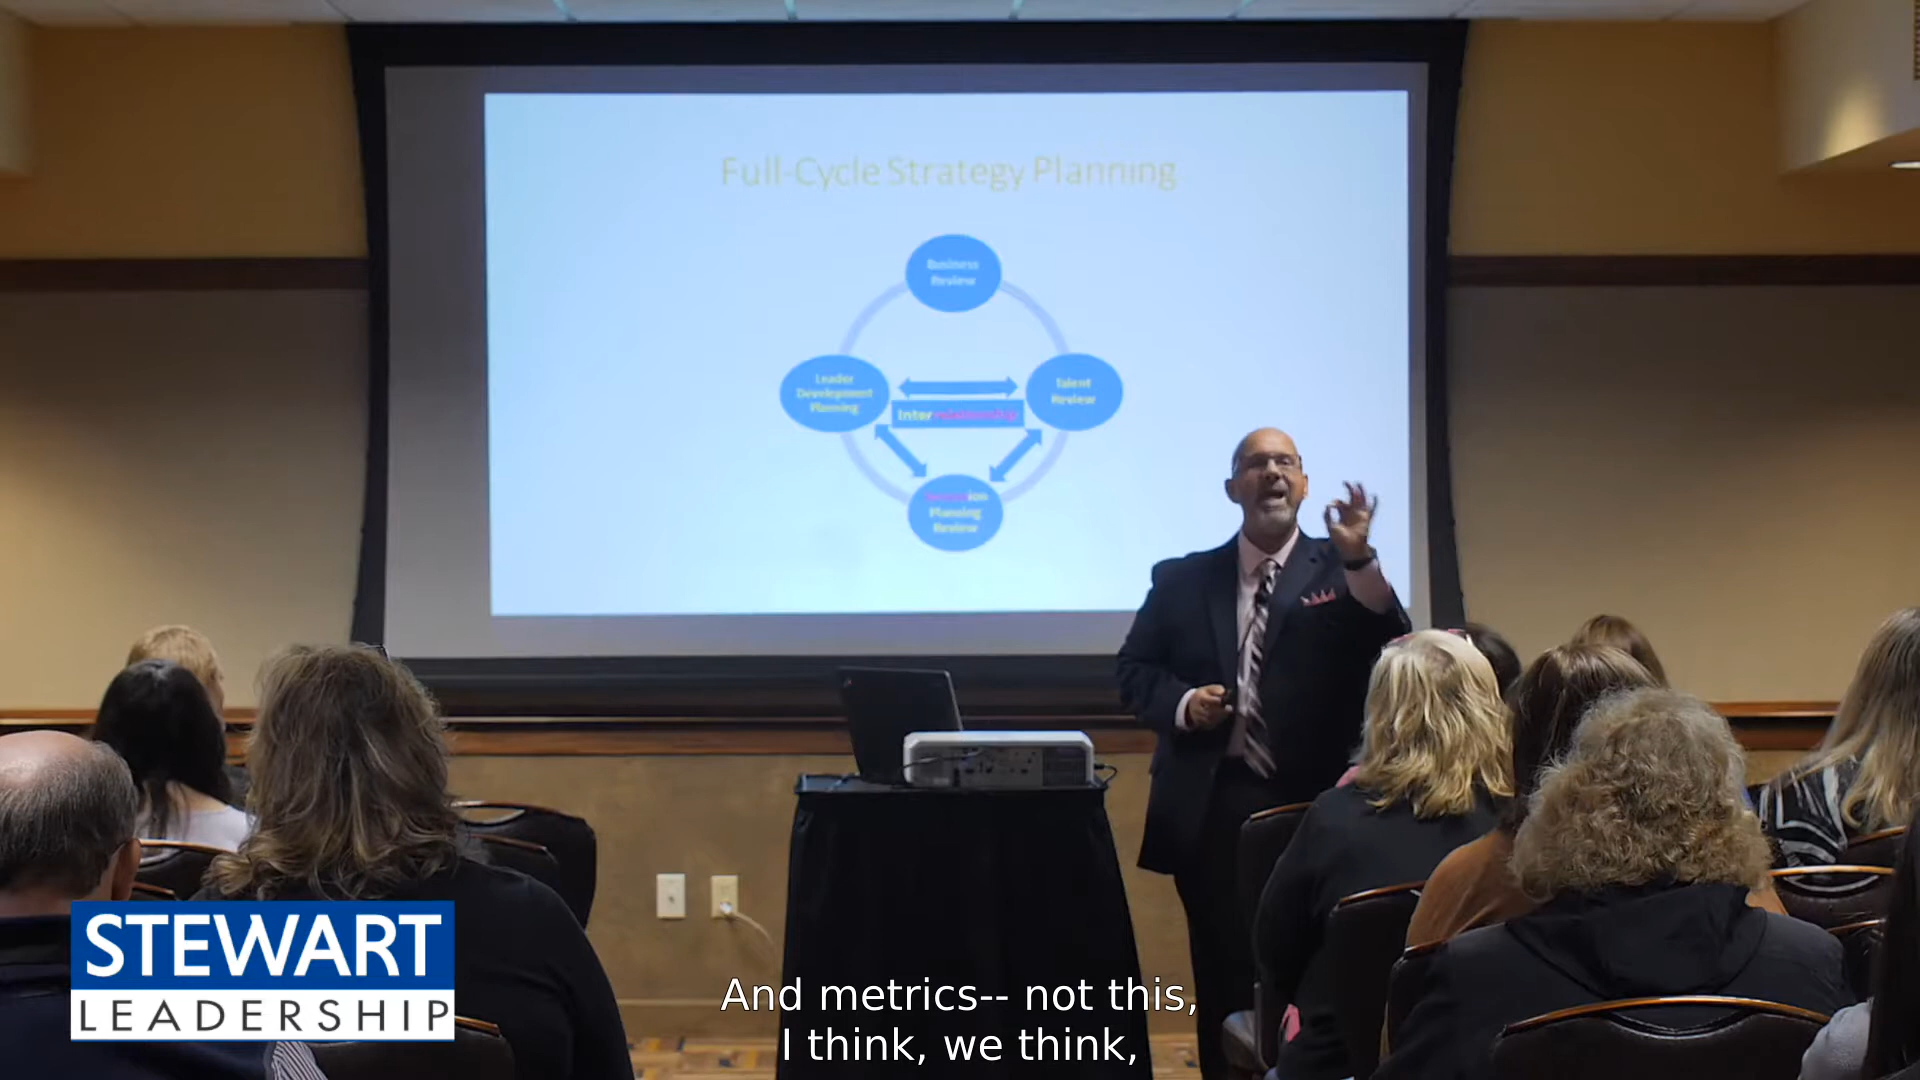 Full-Cycle Strategy Planning
Business
Review
Leader
Development
Planning
Talent
Review
Inter
Planning
Review
STEWART
LEADERSHIP
And metrics-- not this,
I think, we think,